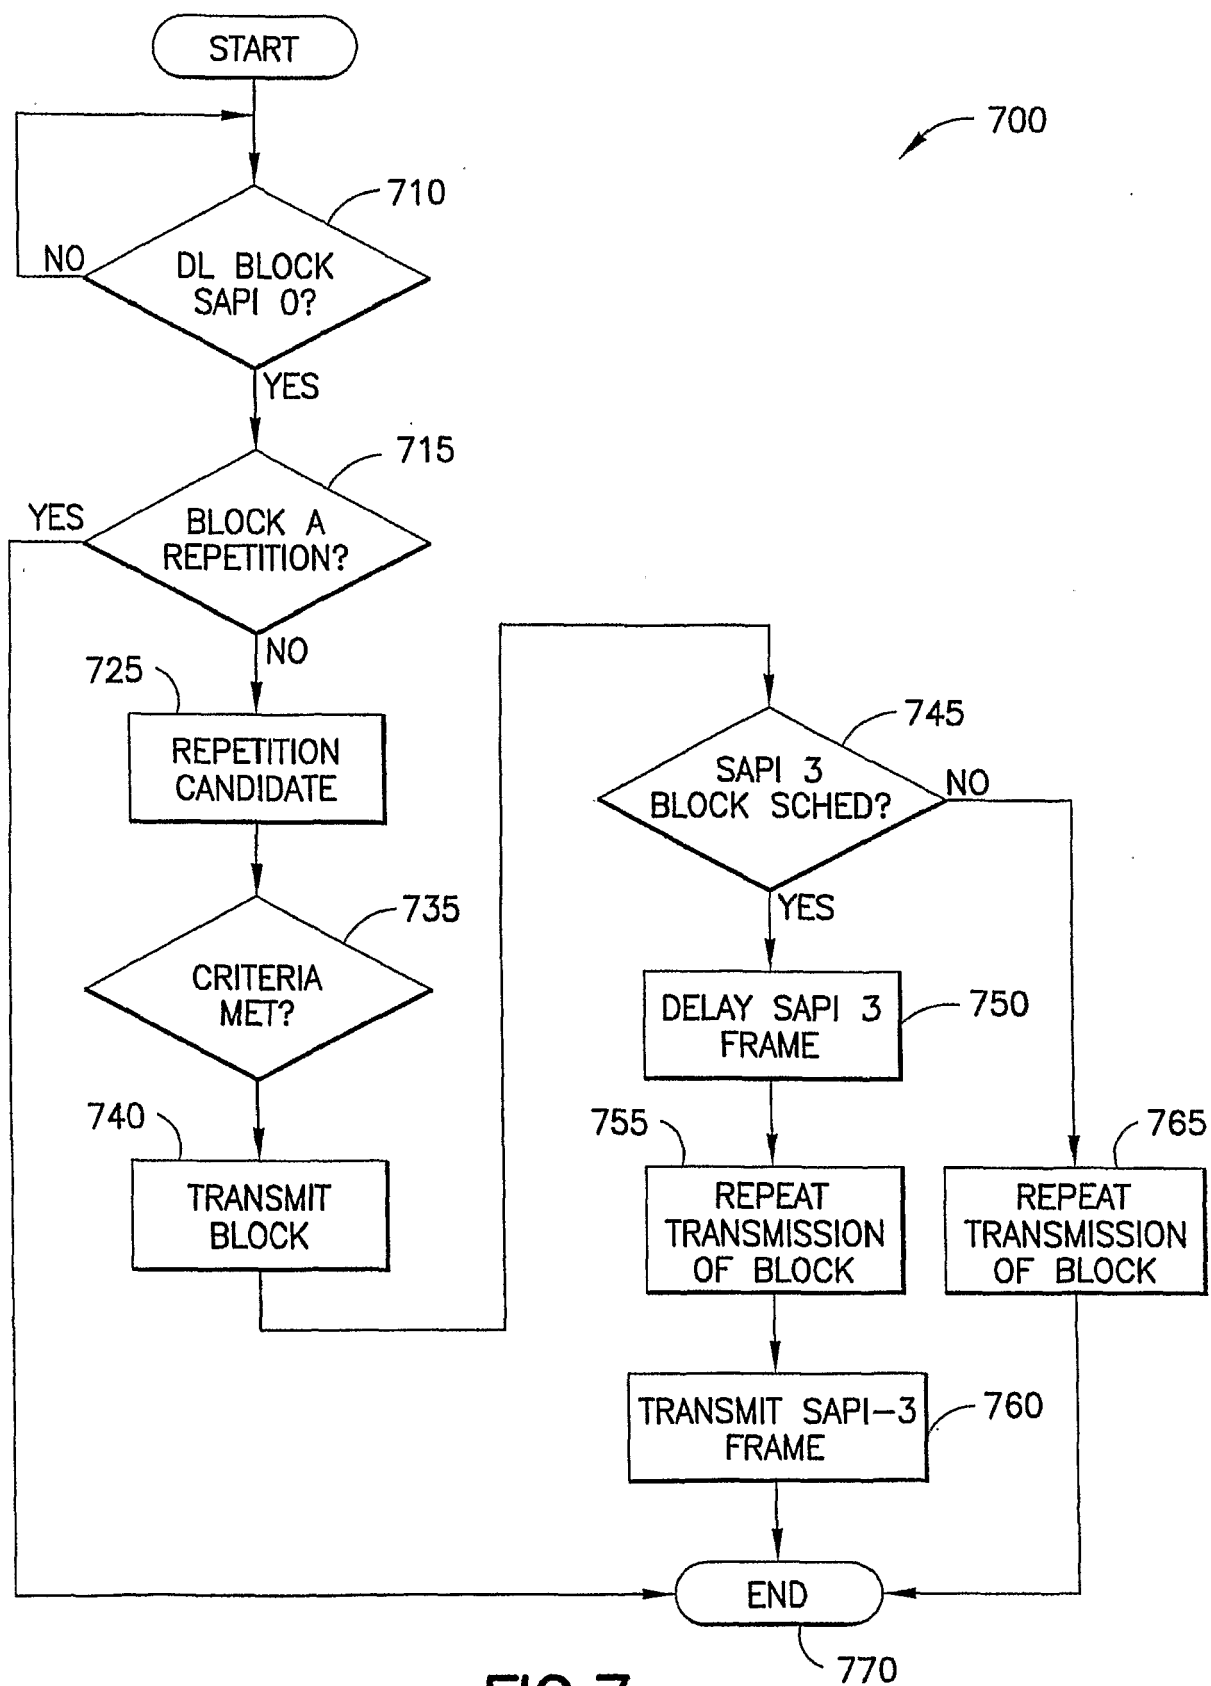 START
700
710
NO
DL BLOCK
SAPI 0?
YES
715
YES
BLOCK A
REPETITION?
NO
725
REPETITION
CANDIDATE
735
CRITERIA
MET?
740
TRANSMIT
BLOCK
745
SAPI 3
BLOCK SCHED?
NO
YES
DELAY SAPI 3
FRAME
750
755
REPEAT
TRANSMISSION
OF BLOCK
765
REPEAT
TRANSMISSION
OF BLOCK
TRANSMIT SAPI-3
FRAME
760
END
770
FIG.7